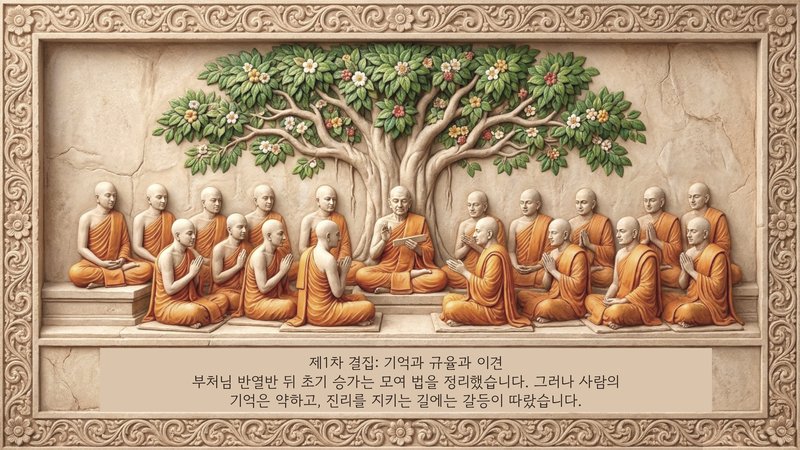 제1차 결집: 기억과 규율과 이견
부처님 반열반 뒤 초기 승가는 모여 법을 정리했습니다. 그러나 사람의
기억은 약하고, 진리를 지키는 길에는 갈등이 따랐습니다.